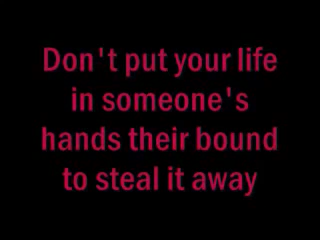 Don't put your life
in someone's
hands their bound
to steal it away